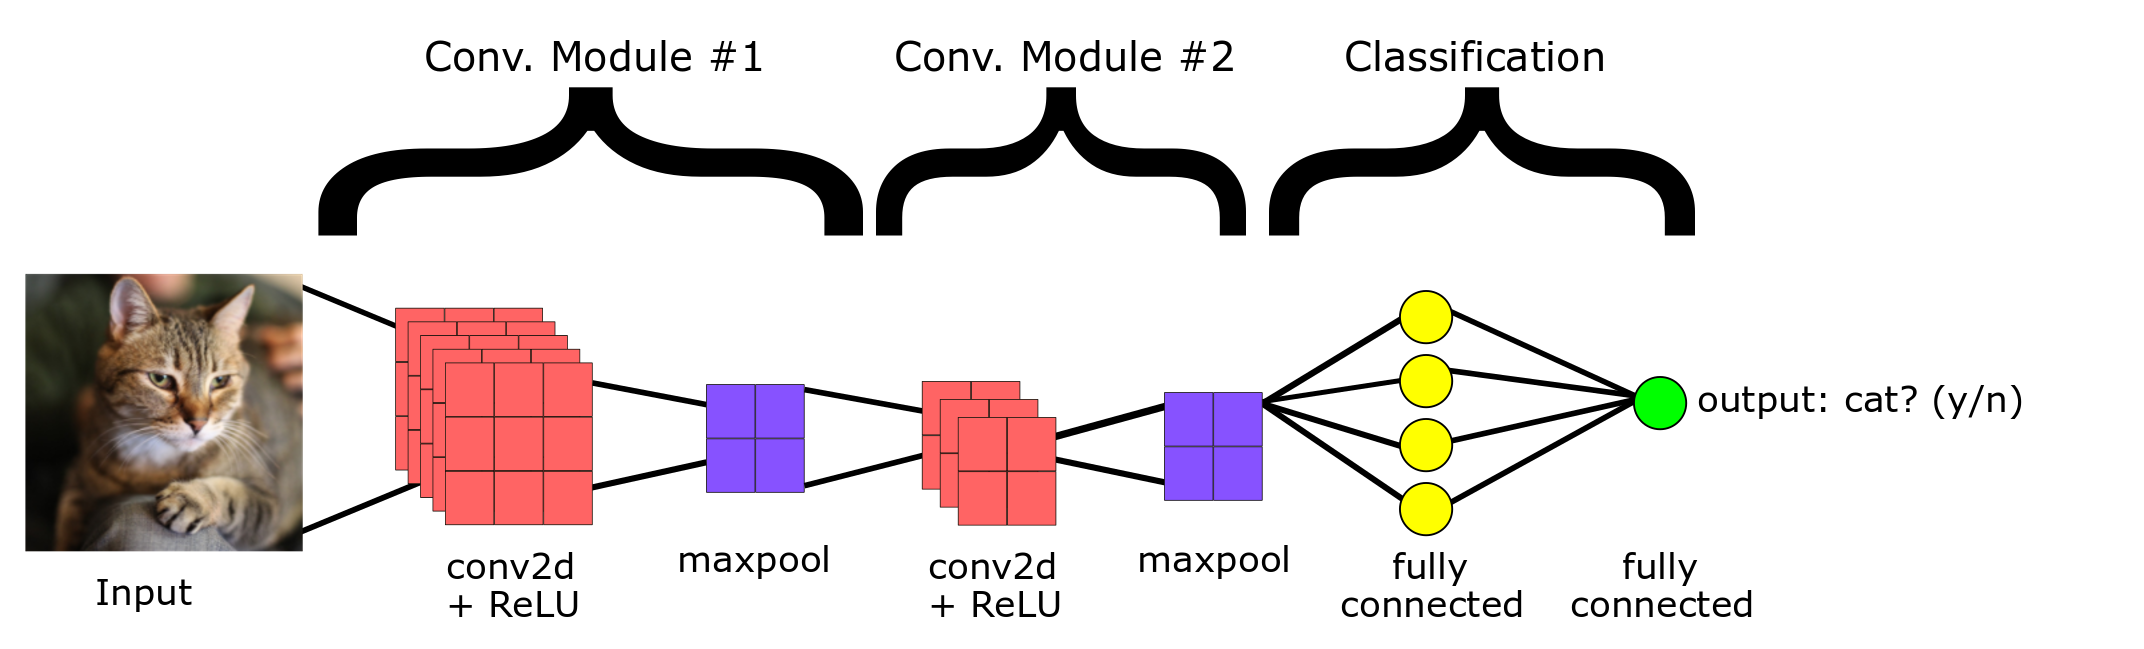 Conv. Module #1
Conv. Module #2
Classification
output: cat? (y/n)
Input
conv2d
+ ReLU
maxpool
conv2d
+ ReLU
maxpool
fully
connected
fully
connected